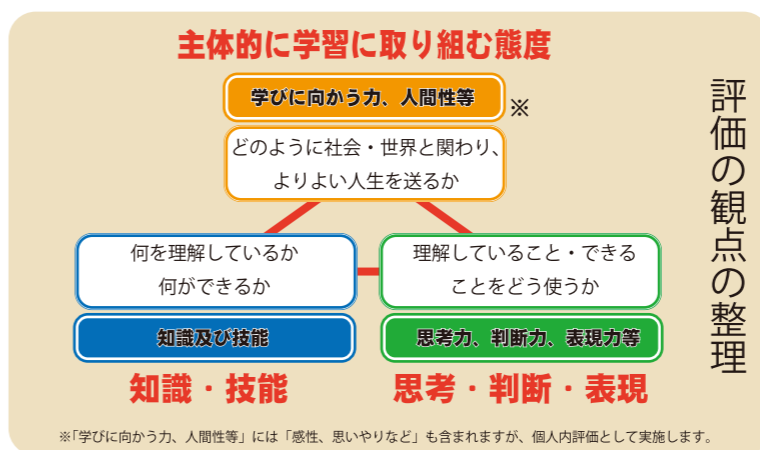 主体的に学習に取り組む態度
学びに向かう力、人間性等
※
どのように社会・世界と関わり、
よりよい人生を送るか
評価の観点の整理
何を理解しているか
何ができるか
知識及び技能
知識・技能
理解していること・できる
ことをどう使うか
思考力、判断力、表現力等
思考・判断・表現
※「学びに向かう力、人間性等」には「感性、思いやりなど」も含まれますが、個人内評価として実施します。